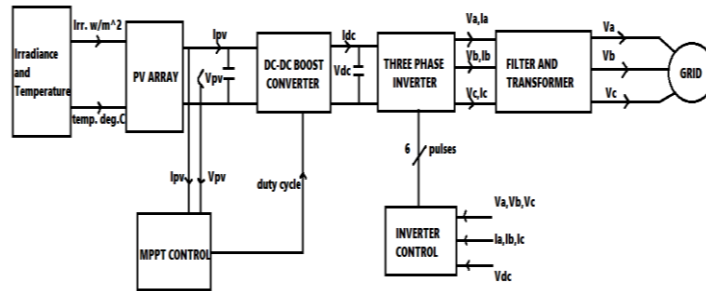 Irr. w/m^2
Ipv
Idc
Va,Ia
Va
Irradiance
and
Temperature
PV ARRAY
Vpv
DC-DC BOOST
CONVERTER
Vdc
THREE PHASE
INVERTER
Vb,Ib
FILTER AND
TRANSFORMER
Vb
GRID
Vc,Ic
Vc
temp. deg.C
6 pulses
Ipv
Vpv
duty cycle
Va,Vb,Vc
MPPT CONTROL
INVERTER
CONTROL
Ia,Ib,Ic
Vdc